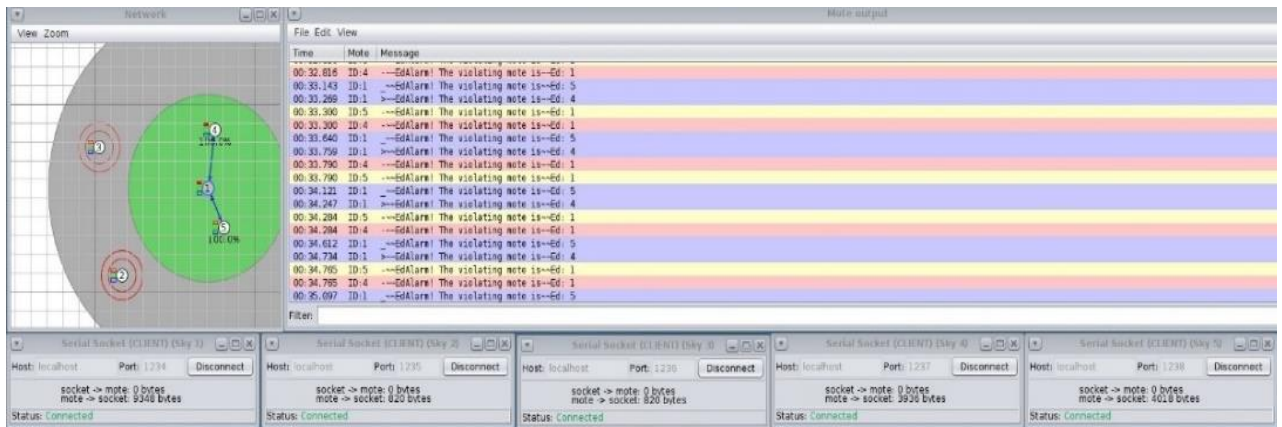 Network
View Zoom
4
3
1
5
100.0%
2
Mote output
File Edit View
Time Mote Message
00:32.816 ID:4 ---EdAlarm! The violating mote is--Ed: 1
00:33.143 ID:1 _--EdAlarm! The violating mote is--Ed: 5
00:33.269 ID:1 >--EdAlarm! The violating mote is--Ed: 4
00:33.300 ID:5 ---EdAlarm! The violating mote is--Ed: 1
00:33.300 ID:4 ---EdAlarm! The violating mote is--Ed: 1
00:33.640 ID:1 _--EdAlarm! The violating mote is--Ed: 5
00:33.759 ID:1 >--EdAlarm! The violating mote is--Ed: 4
00:33.790 ID:4 ---EdAlarm! The violating mote is--Ed: 1
00:33.790 ID:5 ---EdAlarm! The violating mote is--Ed: 1
00:34.121 ID:1 _--EdAlarm! The violating mote is--Ed: 5
00:34.247 ID:1 >--EdAlarm! The violating mote is--Ed: 4
00:34.284 ID:5 ---EdAlarm! The violating mote is--Ed: 1
00:34.284 ID:4 ---EdAlarm! The violating mote is--Ed: 1
00:34.612 ID:1 _--EdAlarm! The violating mote is--Ed: 5
00:34.734 ID:1 >--EdAlarm! The violating mote is--Ed: 4
00:34.765 ID:5 ---EdAlarm! The violating mote is--Ed: 1
00:34.765 ID:4 ---EdAlarm! The violating mote is--Ed: 1
00:35.097 ID:1 _--EdAlarm! The violating mote is--Ed: 5
Filter:
Serial Socket (CLIENT) (Sky 1)
Host: localhost Port: 1234 Disconnect
socket -> mote: 0 bytes
mote -> socket: 9348 bytes
Status: Connected
Serial Socket (CLIENT) (Sky 2)
Host: localhost Port: 1235 Disconnect
socket -> mote: 0 bytes
mote -> socket: 820 bytes
Status: Connected
Serial Socket (CLIENT) (Sky 3)
Host: localhost Port: 1236 Disconnect
socket -> mote: 0 bytes
mote -> socket: 820 bytes
Status: Connected
Serial Socket (CLIENT) (Sky 4)
Host: localhost Port: 1237 Disconnect
socket -> mote: 0 bytes
mote -> socket: 3936 bytes
Status: Connected
Serial Socket (CLIENT) (Sky 5)
Host: localhost Port: 1238 Disconnect
socket -> mote: 0 bytes
mote -> socket: 4018 bytes
Status: Connected